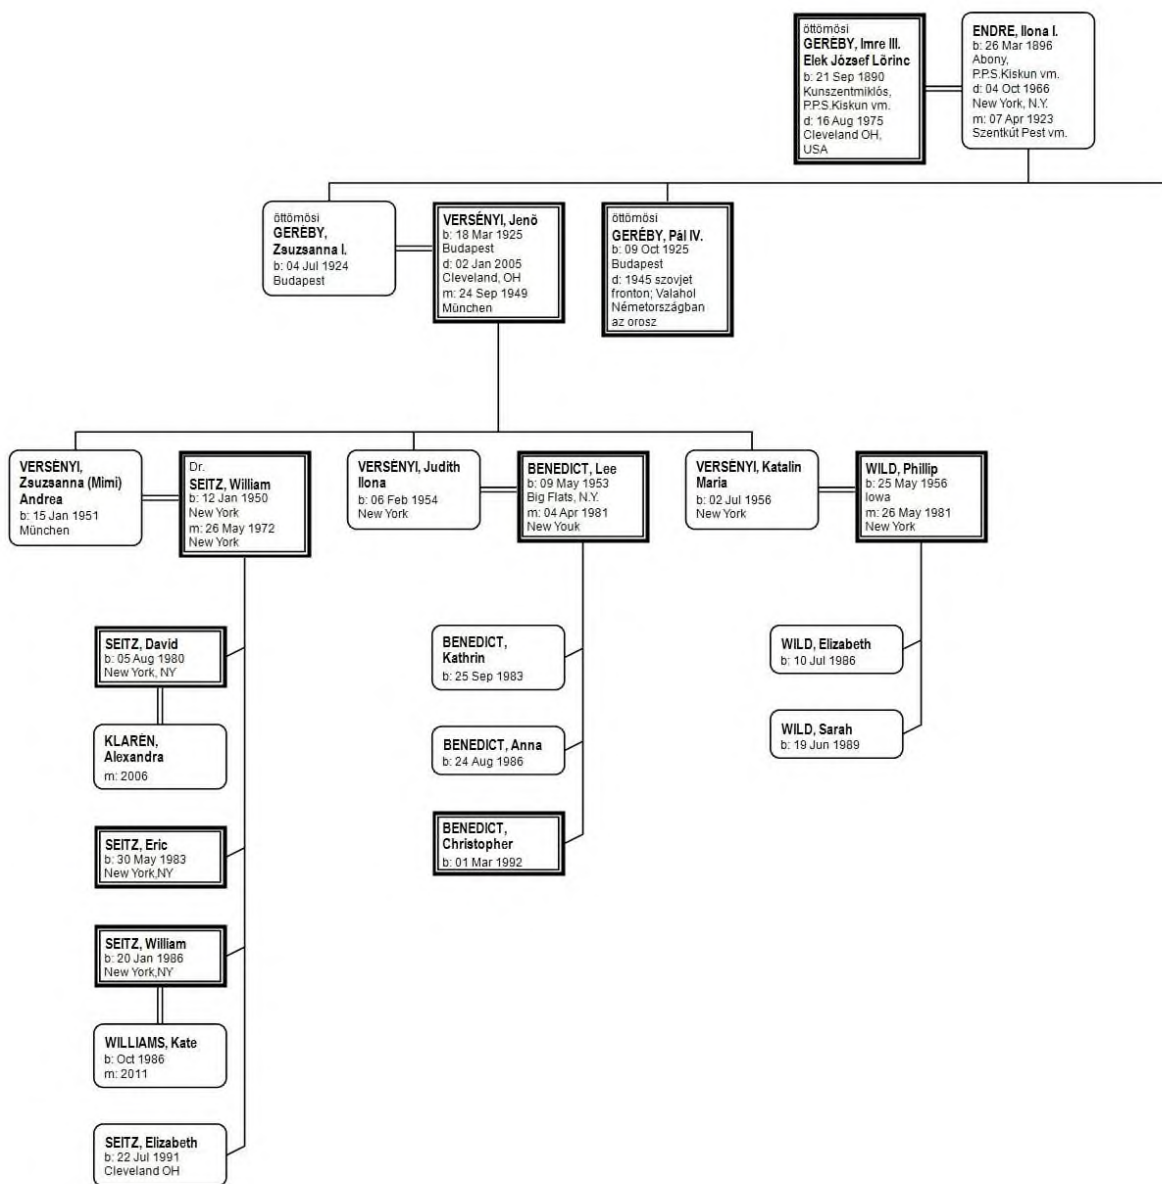 öttömösi
GERÉBY, Imre III.
Elek József Lörinc
b: 21 Sep 1890
Kunszentmiklós,
P.P.S.Kiskun vm.
d: 16 Aug 1975
Cleveland OH,
USA
ENDRE, Ilona I.
b: 26 Mar 1896
Abony,
P.P.S.Kiskun vm.
d: 04 Oct 1966
New York, N.Y.
m: 07 Apr 1923
Szentkút Pest vm.
öttömösi
GERÉBY,
Zsuzsanna I.
b: 04 Jul 1924
Budapest
VERSÉNYI, Jenö
b: 18 Mar 1925
Budapest
d: 02 Jan 2005
Cleveland, OH
m: 24 Sep 1949
München
öttömösi
GERÉBY, Pál IV.
b: 09 Oct 1925
Budapest
d: 1945 szovjet
fronton; Valahol
Németországban
az orosz
VERSÉNYI,
Zsuzsanna (Mimi)
Andrea
b: 15 Jan 1951
München
Dr.
SEITZ, William
b: 12 Jan 1950
New York
m: 26 May 1972
New York
VERSÉNYI, Judith
Ilona
b: 06 Feb 1954
New York
BENEDICT, Lee
b: 09 May 1953
Big Flats, N.Y.
m: 04 Apr 1981
New Youk
VERSÉNYI, Katalin
Maria
b: 02 Jul 1956
New York
WILD, Phillip
b: 25 May 1956
Iowa
m: 26 May 1981
New York
SEITZ, David
b: 05 Aug 1980
New York, NY
KLARÉN,
Alexandra
m: 2006
SEITZ, Eric
b: 30 May 1983
New York,NY
SEITZ, William
b: 20 Jan 1986
New York,NY
WILLIAMS, Kate
b: Oct 1986
m: 2011
SEITZ, Elizabeth
b: 22 Jul 1991
Cleveland OH
BENEDICT,
Kathrin
b: 25 Sep 1983
BENEDICT, Anna
b: 24 Aug 1986
BENEDICT,
Christopher
b: 01 Mar 1992
WILD, Elizabeth
b: 10 Jul 1986
WILD, Sarah
b: 19 Jun 1989